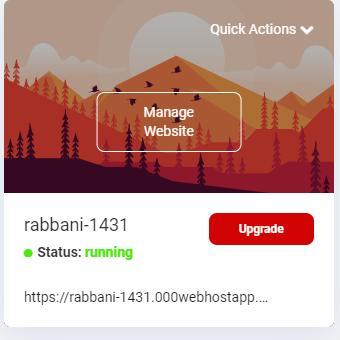 Quick Actions
Manage
Website
rabbani-1431
Upgrade
Status: running
https://rabbani-1431.000webhostapp....